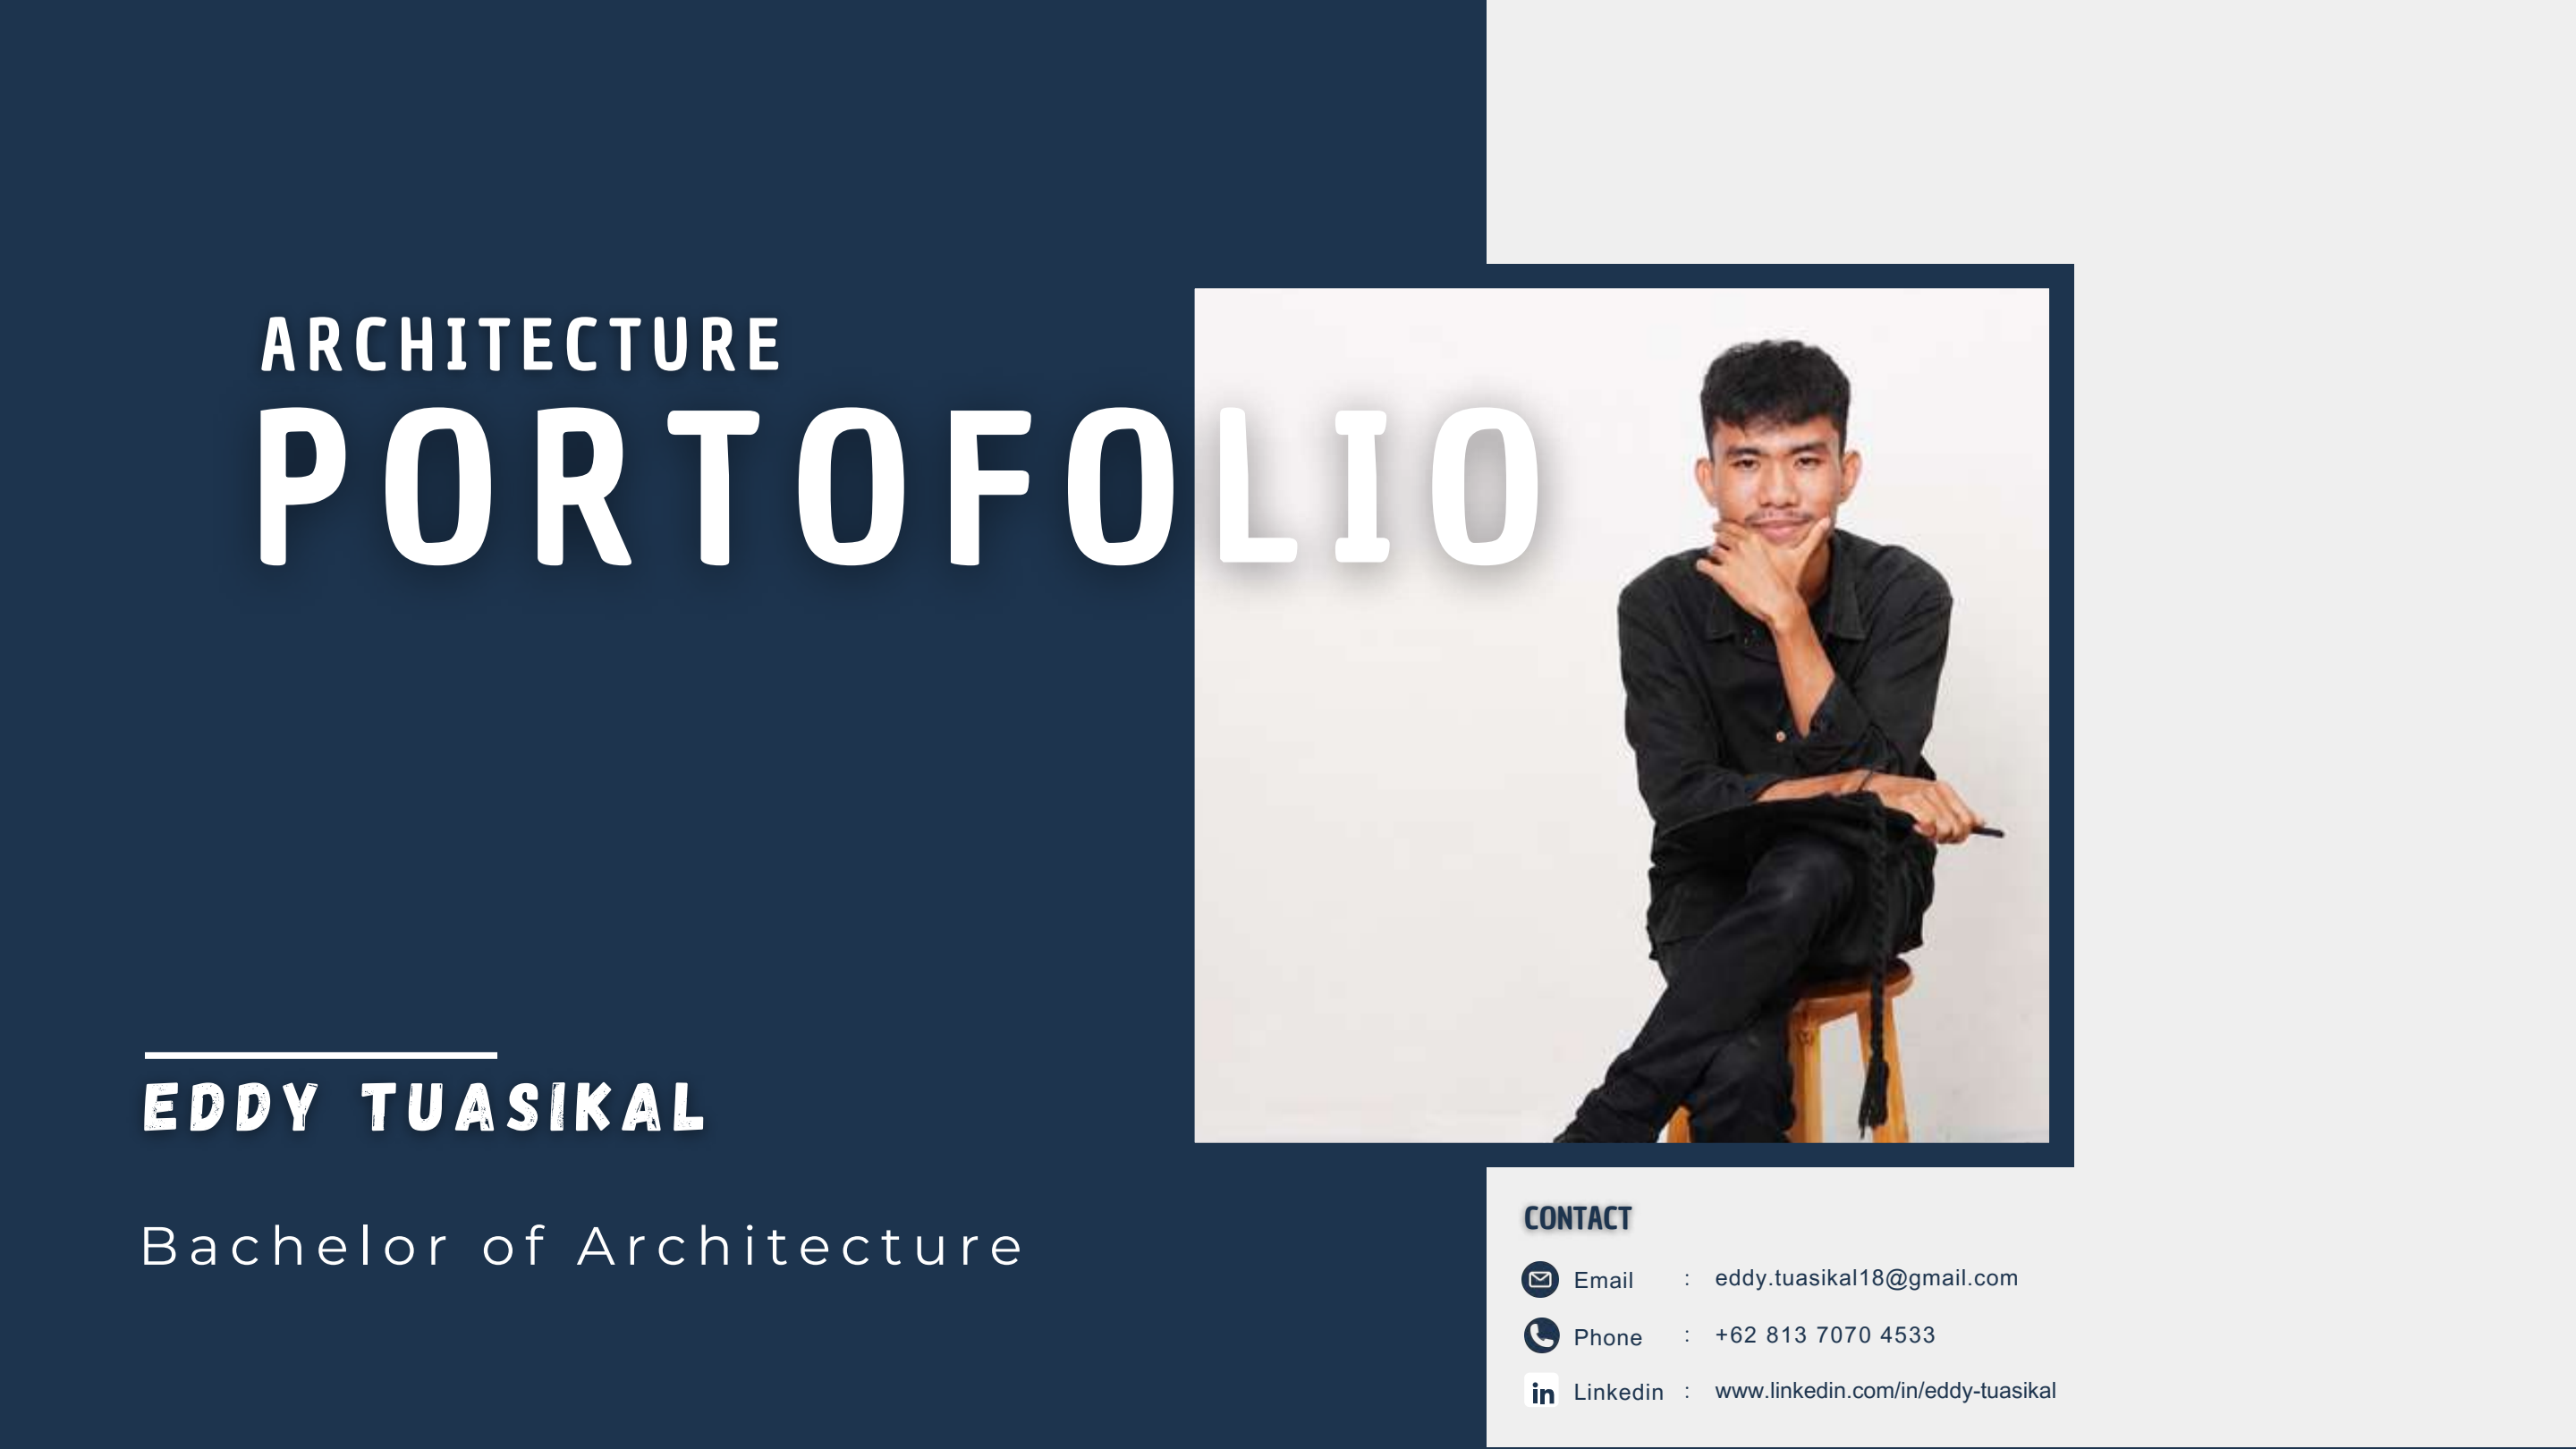 ARCHITECTURE
PORTOFOLIO
EDDY TUASIKAL
Bachelor of Architecture
CONTACT
Email : eddy.tuasikal18@gmail.com
Phone : +62 813 7070 4533
in Linkedin : www.linkedin.com/in/eddy-tuasikal